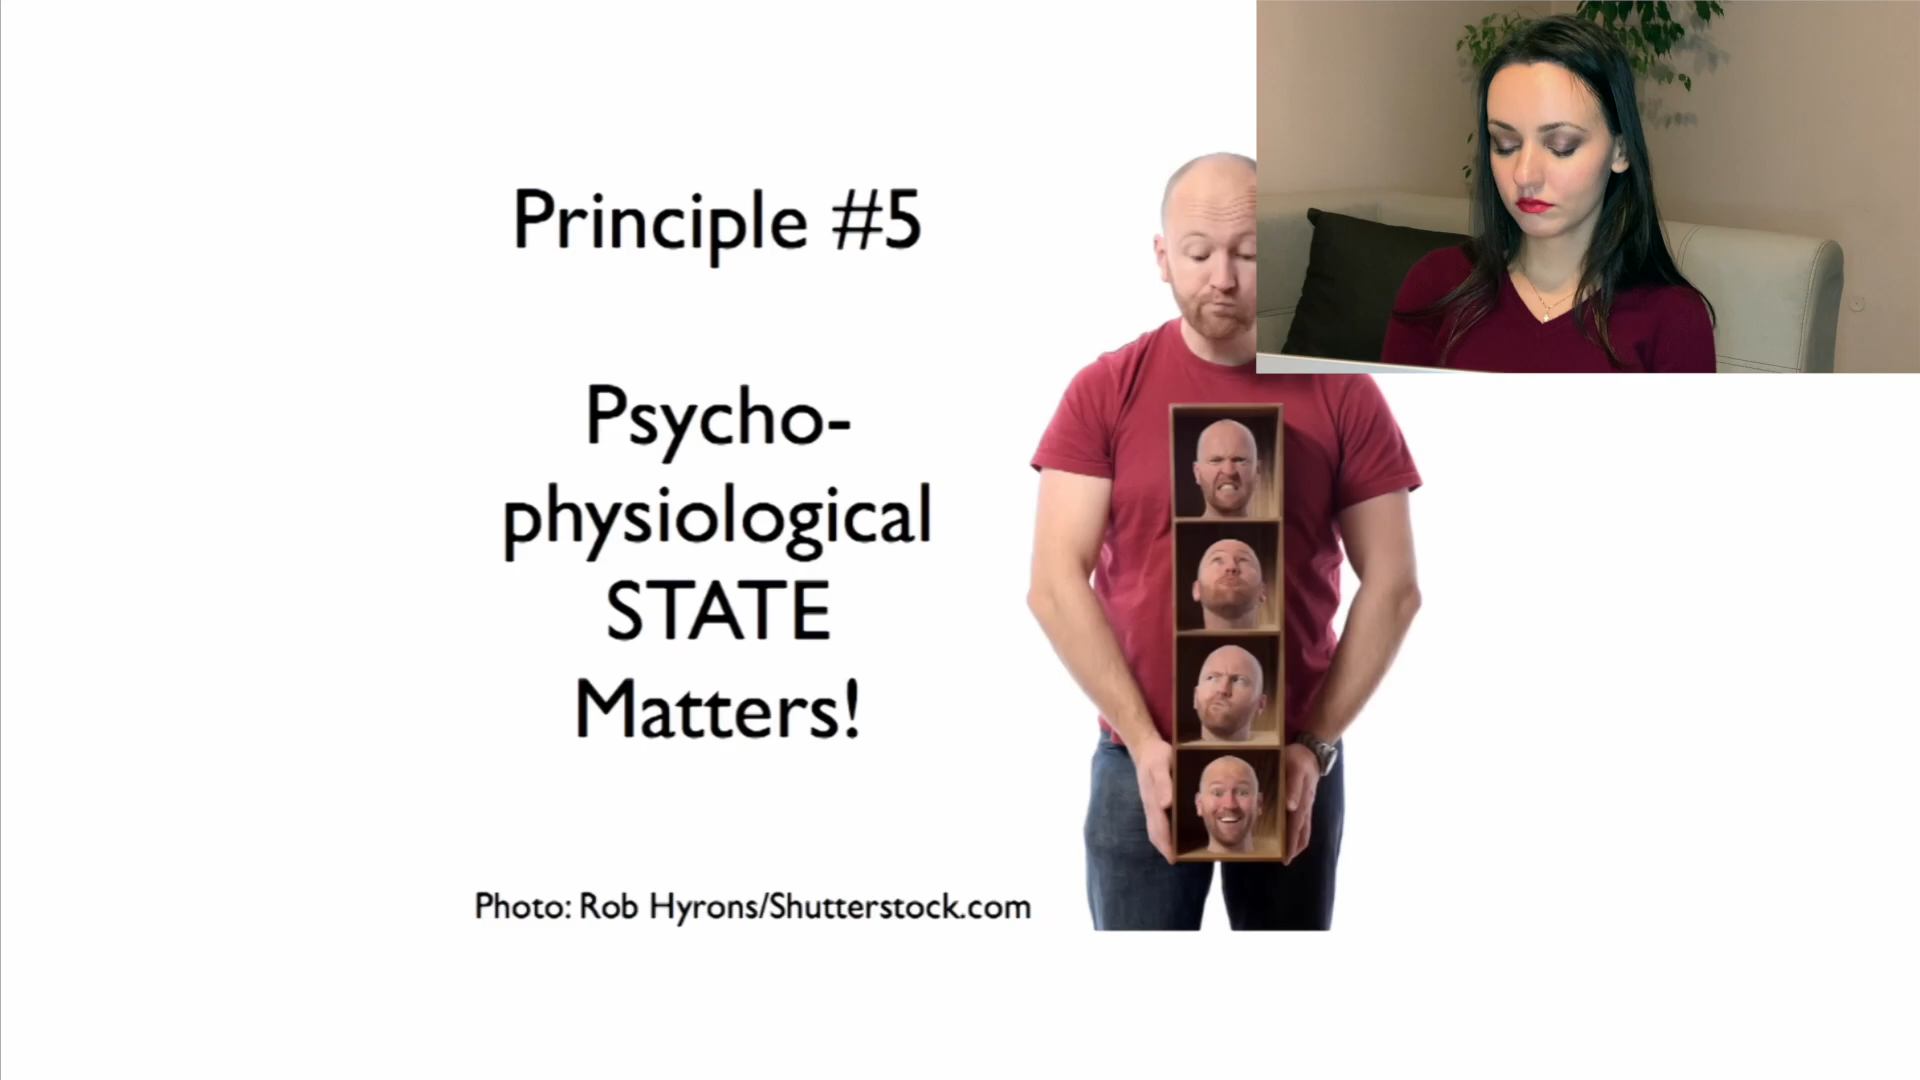 Principle #5
Psycho-
physiological
STATE
Matters!
Photo: Rob Hyrons/Shutterstock.com